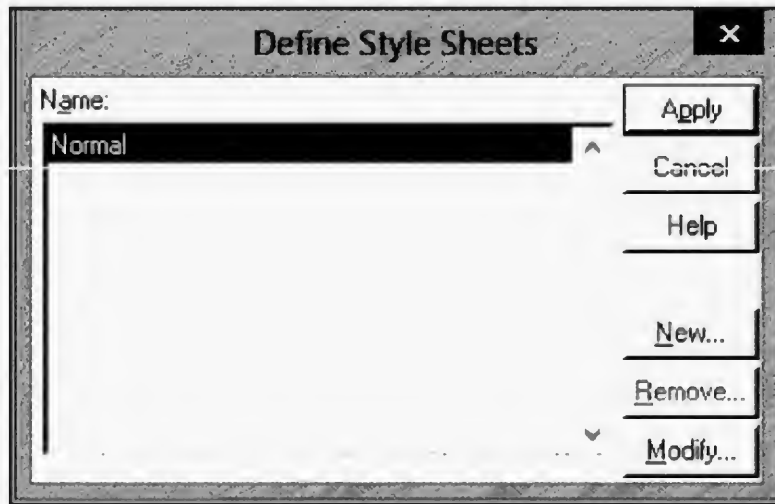 Define Style Sheets
Name:
Normal
Apply
Cancel
Help
New...
Remove...
Modify...